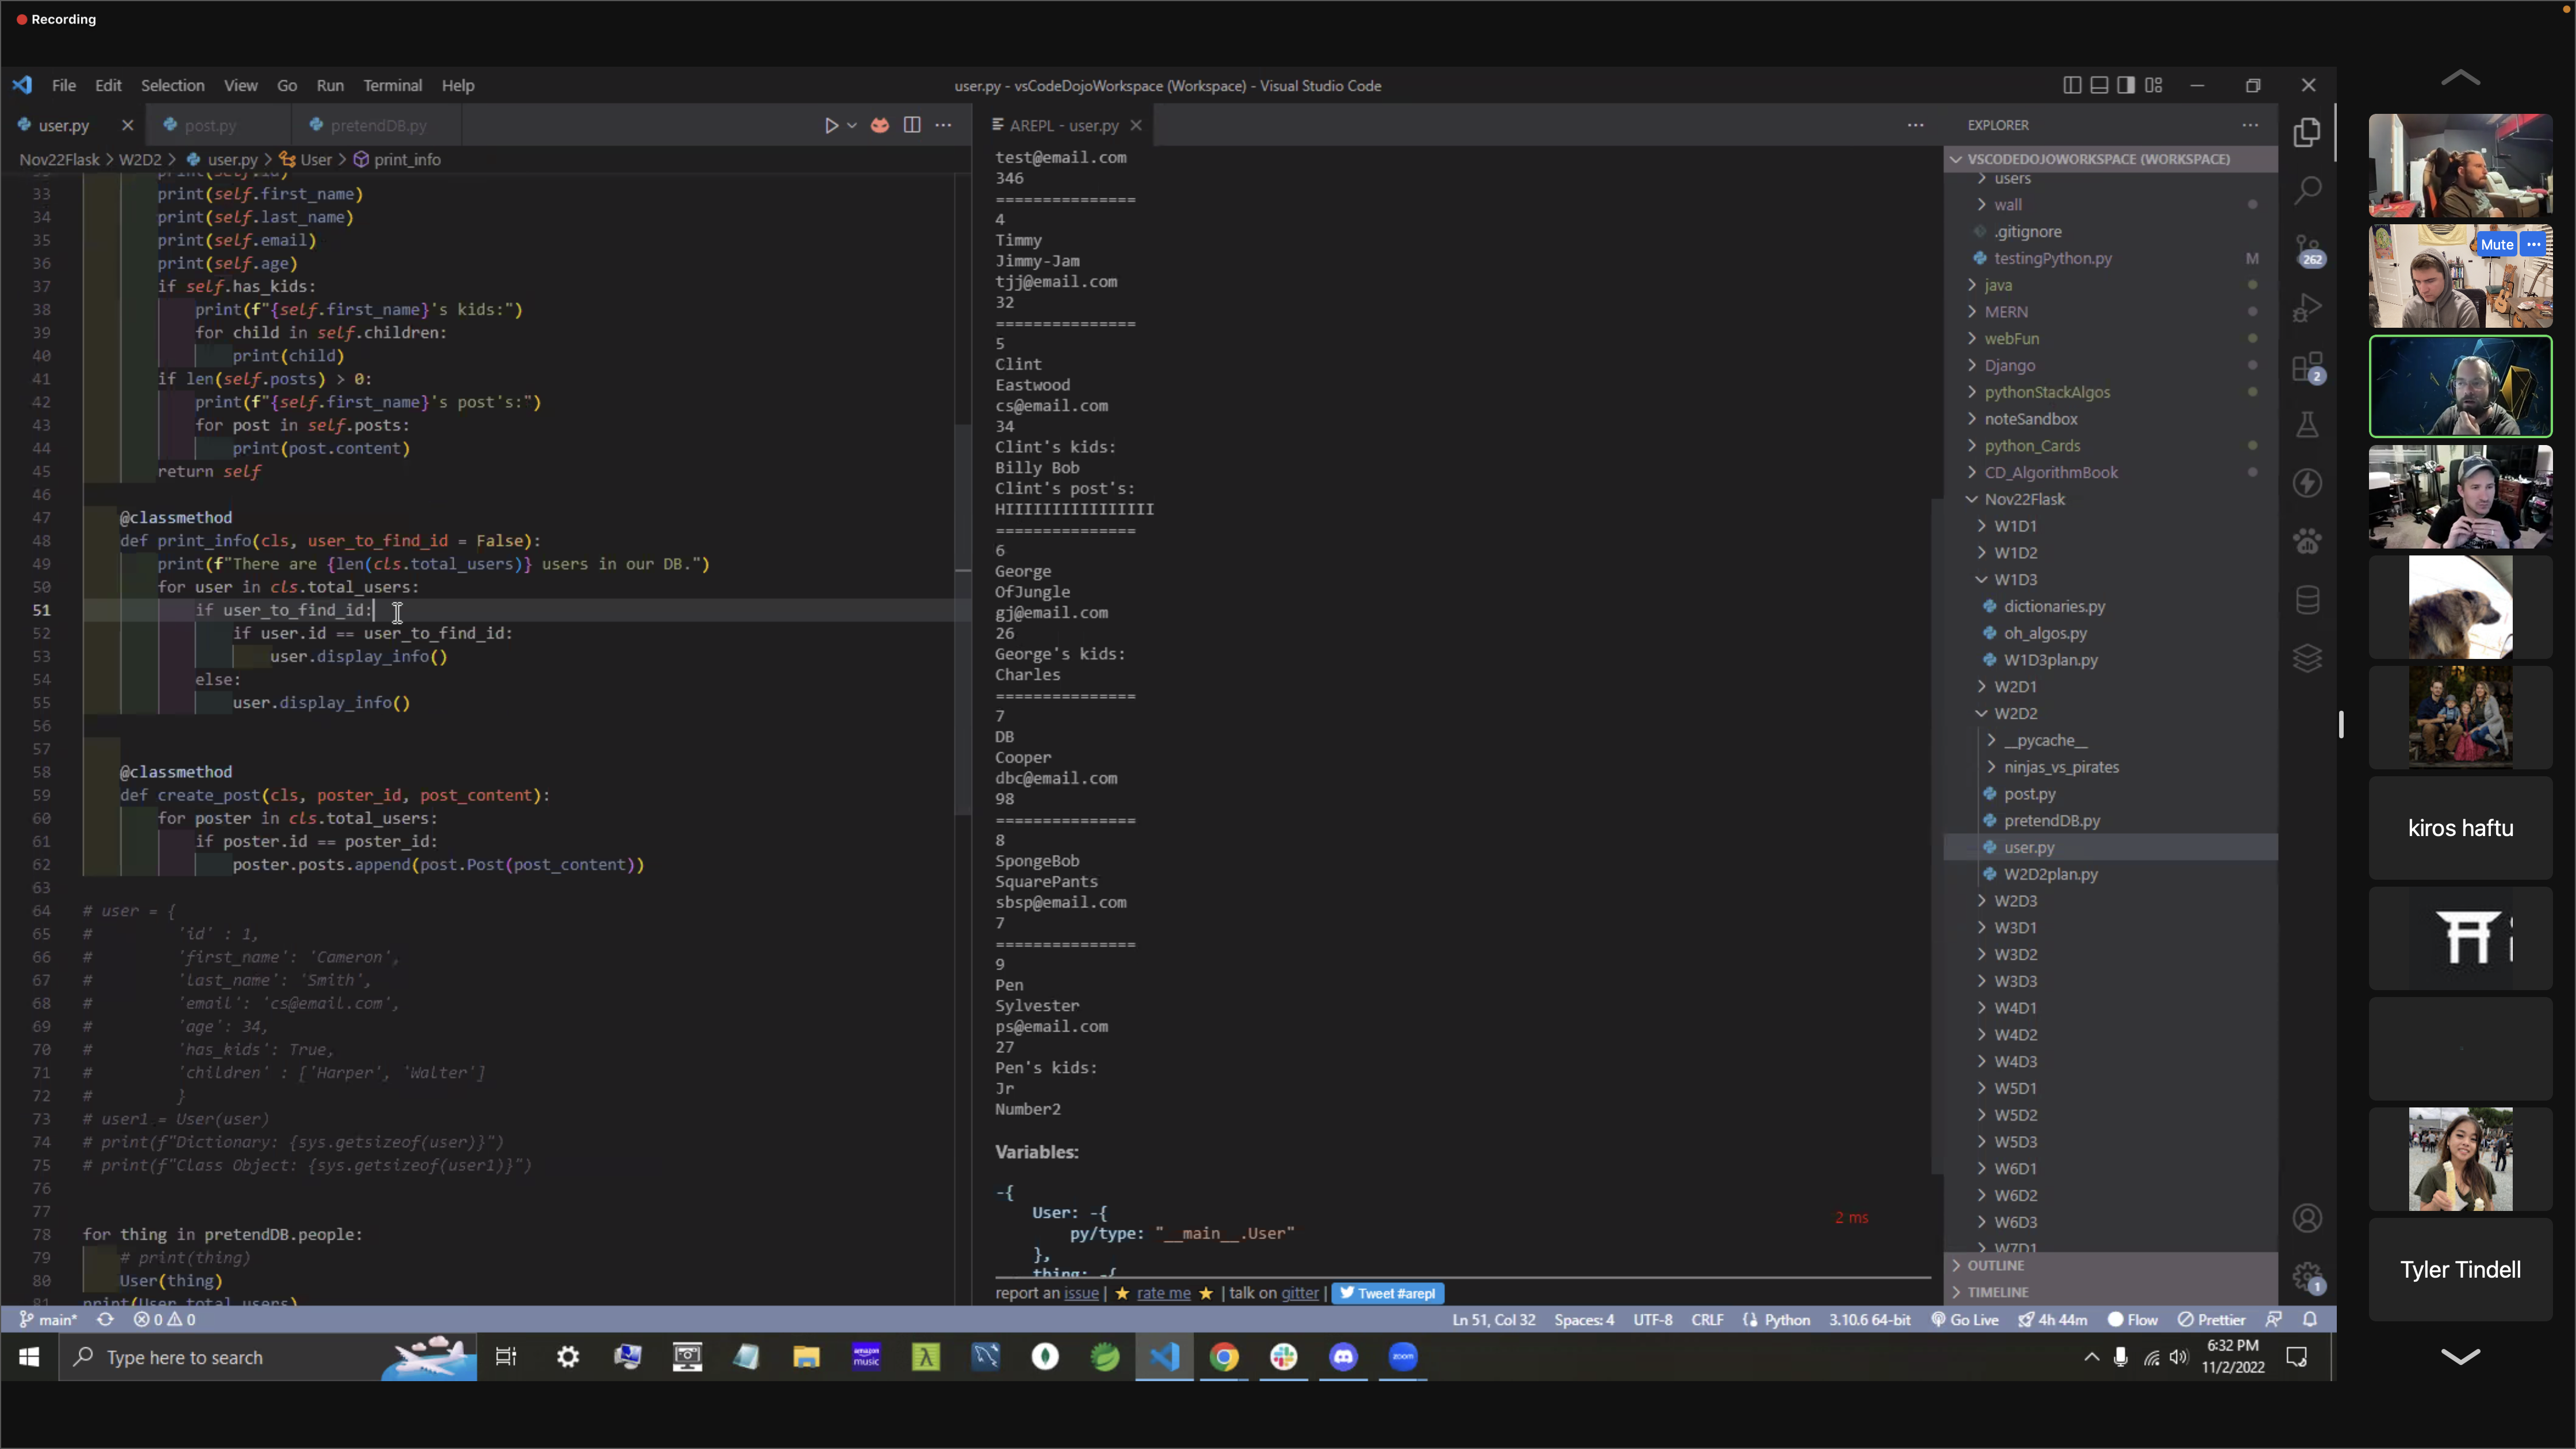 Recording
File Edit Selection View Go Run Terminal Help
user.py - vsCodeDojoWorkspace (Workspace) - Visual Studio Code
user.py
post.py
pretendDB.py
Nov22Flask > W2D2 > user.py > User > print_info
33 print(self.first_name)
34 print(self.last_name)
35 print(self.email)
36 print(self.age)
37 if self.has_kids:
38 print(f"{self.first_name}'s kids:")
39 for child in self.children:
40 print(child)
41 if len(self.posts) > 0:
42 print(f"{self.first_name}'s post's:")
43 for post in self.posts:
44 print(post.content)
45 return self
46
47 @classmethod
48 def print_info(cls, user_to_find_id = False):
49 print(f"There are {len(cls.total_users)} users in our DB.")
50 for user in cls.total_users:
51 if user_to_find_id:
52 if user.id == user_to_find_id:
53 user.display_info()
54 else:
55 user.display_info()
56
57
58 @classmethod
59 def create_post(cls, poster_id, post_content):
60 for poster in cls.total_users:
61 if poster.id == poster_id:
62 poster.posts.append(post.Post(post_content))
63
64 # user = {
65 # 'id' : 1,
66 # 'first_name': 'Cameron',
67 # 'last_name': 'Smith',
68 # 'email': 'cs@email.com',
69 # 'age': 34,
70 # 'has_kids': True,
71 # 'children' : ['Harper', 'Walter']
72 # }
73 # user1 = User(user)
74 # print(f"Dictionary: {sys.getsizeof(user)}")
75 # print(f"Class Object: {sys.getsizeof(user1)}")
76
77
78 for thing in pretendDB.people:
79 # print(thing)
80 User(thing)
81 print(User.total_users)
AREPL - user.py
test@email.com
346
===============
4
Timmy
Jimmy-Jam
tjj@email.com
32
===============
5
Clint
Eastwood
cs@email.com
34
Clint's kids:
Billy Bob
Clint's post's:
HIIIIIIIIIIIIIIII
===============
6
George
OfJungle
gj@email.com
26
George's kids:
Charles
===============
7
DB
Cooper
dbc@email.com
98
===============
8
SpongeBob
SquarePants
sbsp@email.com
7
===============
9
Pen
Sylvester
ps@email.com
27
Pen's kids:
Jr
Number2
Variables:
-{
User: -{
py/type: "__main__.User"
},
thing: -{
2 ms
report an issue | ★ rate me ★ | talk on gitter | Tweet #arepl
EXPLORER
VSCODEDOJOWORKSPACE (WORKSPACE)
users
wall
.gitignore
testingPython.py M
java
MERN
webFun
Django
pythonStackAlgos
noteSandbox
python_Cards
CD_AlgorithmBook
Nov22Flask
W1D1
W1D2
W1D3
dictionaries.py
oh_algos.py
W1D3plan.py
W2D1
W2D2
__pycache__
ninjas_vs_pirates
post.py
pretendDB.py
user.py
W2D2plan.py
W2D3
W3D1
W3D2
W3D3
W4D1
W4D2
W4D3
W5D1
W5D2
W5D3
W6D1
W6D2
W6D3
W7D1
OUTLINE
TIMELINE
262
2
1
Mute
kiros haftu
Tyler Tindell
main* 0 0
Ln 51, Col 32 Spaces: 4 UTF-8 CRLF Python 3.10.6 64-bit Go Live 4h 44m Flow Prettier
Type here to search
amazon music
zoom
6:32 PM
11/2/2022